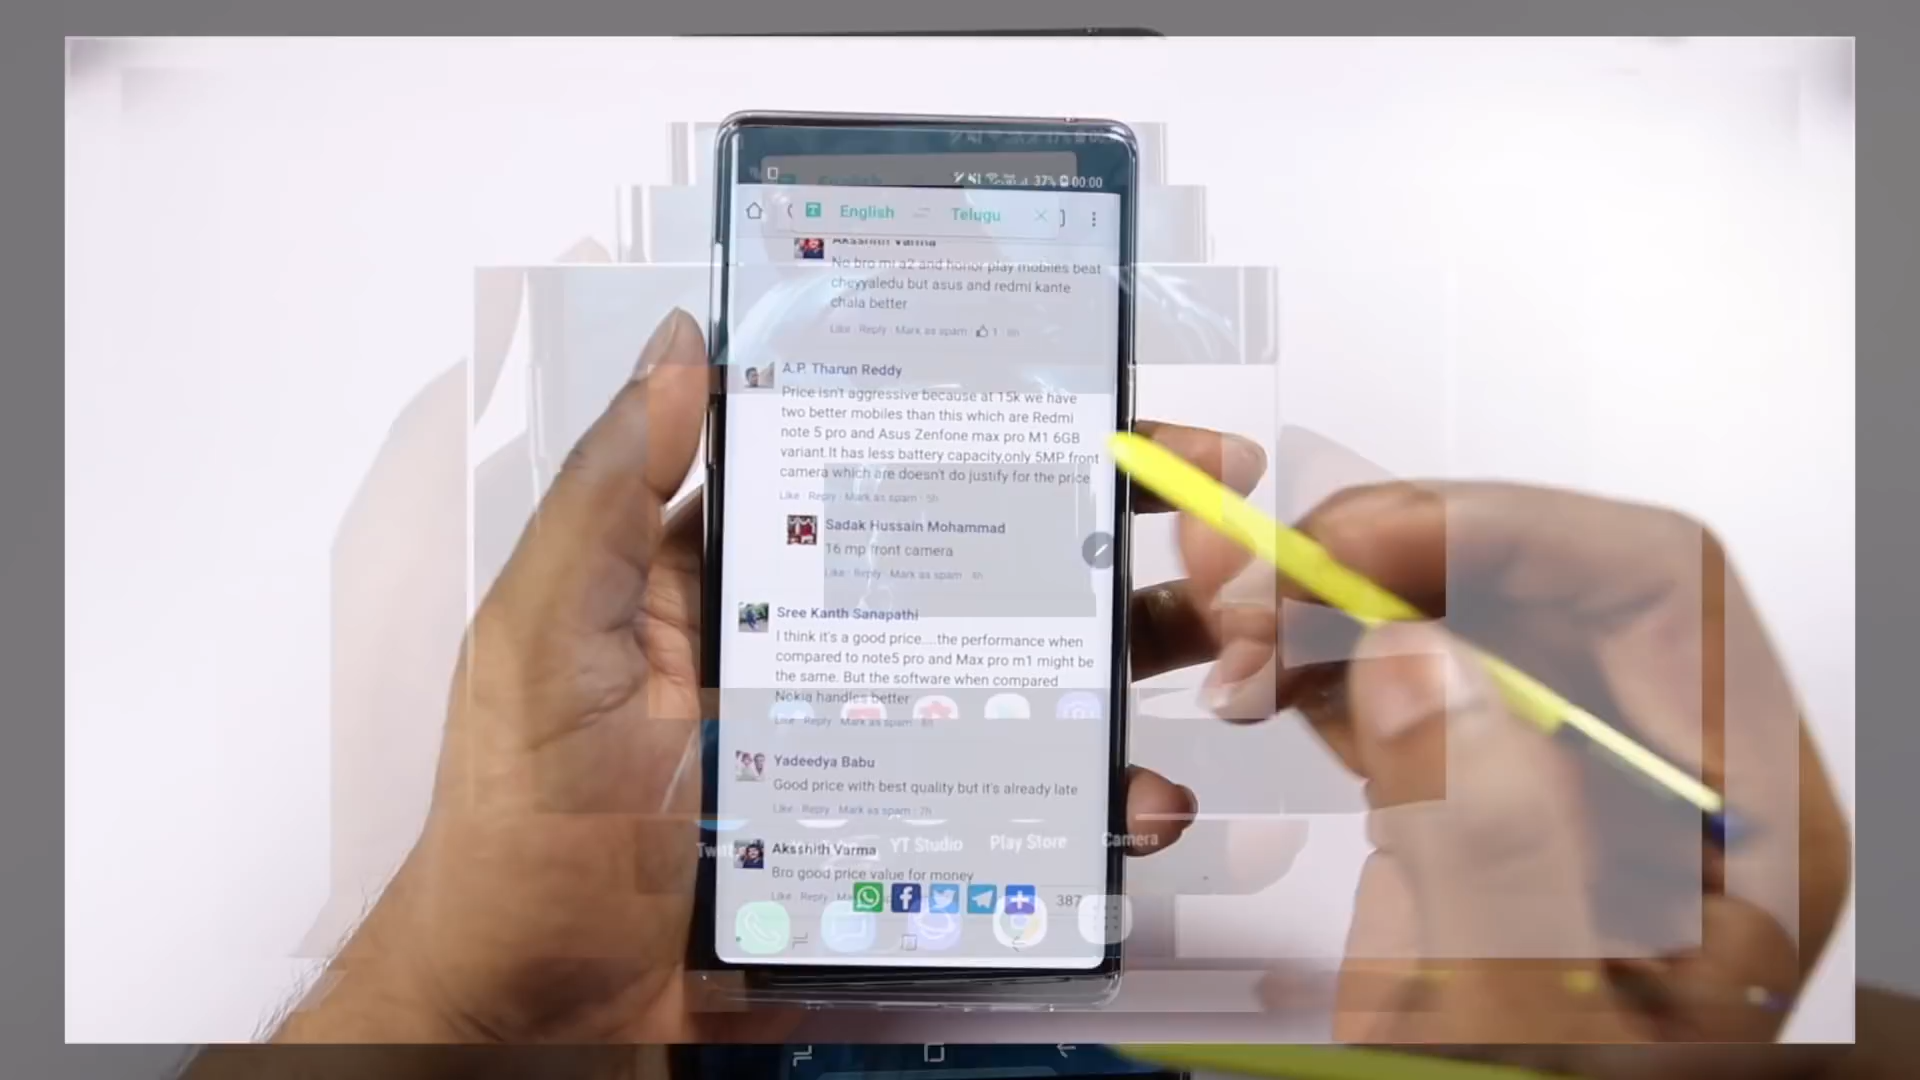 37% 00:00
English Telugu
Aksshith Varma
No bro mi a2 and honor play mobiles beat
cheyyaledu but asus and redmi kante
chala better
Like · Reply · Mark as spam · 1 · 8h
A.P. Tharun Reddy
Price isn't aggressive because at 15k we have
two better mobiles than this which are Redmi
note 5 pro and Asus Zenfone max pro M1 6GB
variant.It has less battery capacity,only 5MP front
camera which are doesn't do justify for the price
Like · Reply · Mark as spam · 5h
Sadak Hussain Mohammad
16 mp front camera
Like · Reply · Mark as spam · 4h
Sree Kanth Sanapathi
I think it's a good price....the performance when
compared to note5 pro and Max pro m1 might be
the same. But the software when compared
Nokia handles better
Like · Reply · Mark as spam · 8h
Yadeedya Babu
Good price with best quality but it's already late
Like · Reply · Mark as spam · 7h
YT Studio Play Store Camera
Aksshith Varma
Bro good price value for money
Like · Reply
387